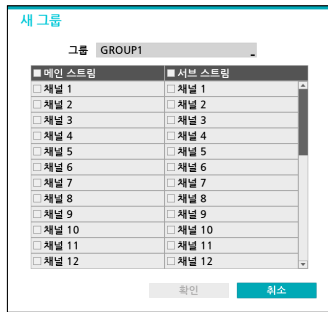 새 그룹
그룹 GROUP1
메인 스트림 서브 스트림
채널 1 채널 1
채널 2 채널 2
채널 3 채널 3
채널 4 채널 4
채널 5 채널 5
채널 6 채널 6
채널 7 채널 7
채널 8 채널 8
채널 9 채널 9
채널 10 채널 10
채널 11 채널 11
채널 12 채널 12
확인 취소